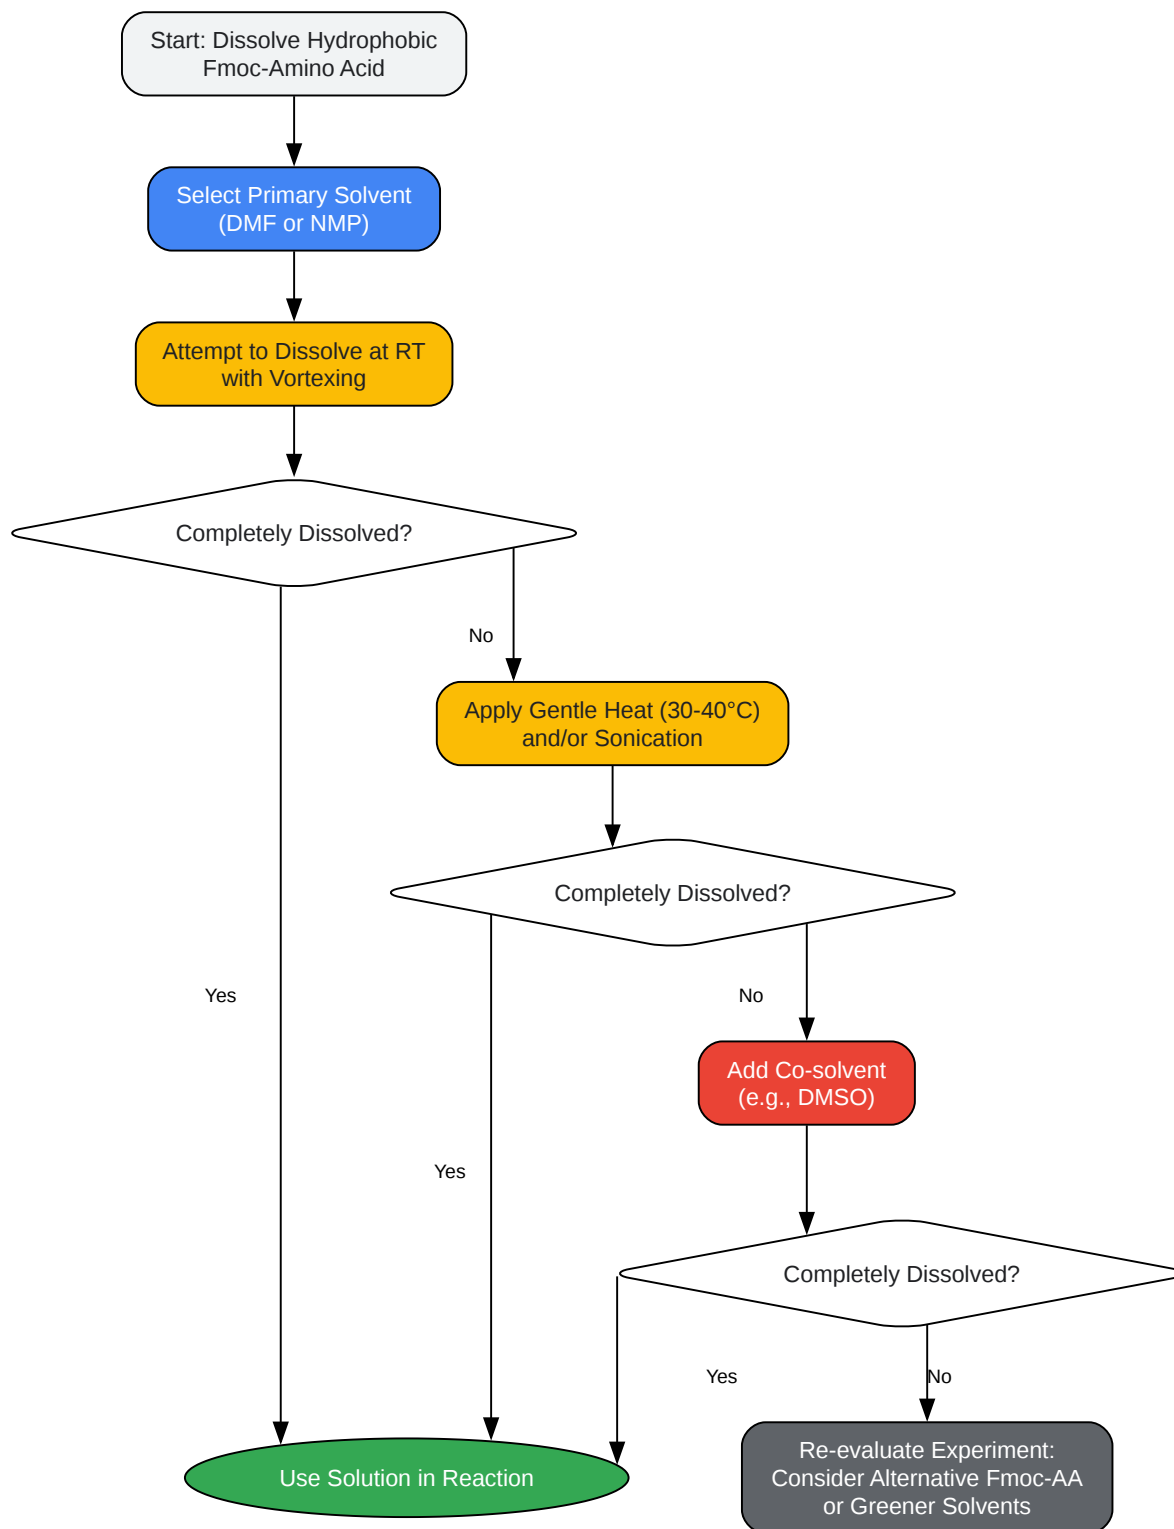 Start: Dissolve Hydrophobic
Fmoc-Amino Acid
Select Primary Solvent
(DMF or NMP)
Attempt to Dissolve at RT
with Vortexing
Completely Dissolved?
No
Apply Gentle Heat (30-40°C)
and/or Sonication
Completely Dissolved?
Yes
No
Add Co-solvent
(e.g., DMSO)
Yes
Completely Dissolved?
Yes
No
Use Solution in Reaction
Re-evaluate Experiment:
Consider Alternative Fmoc-AA
or Greener Solvents